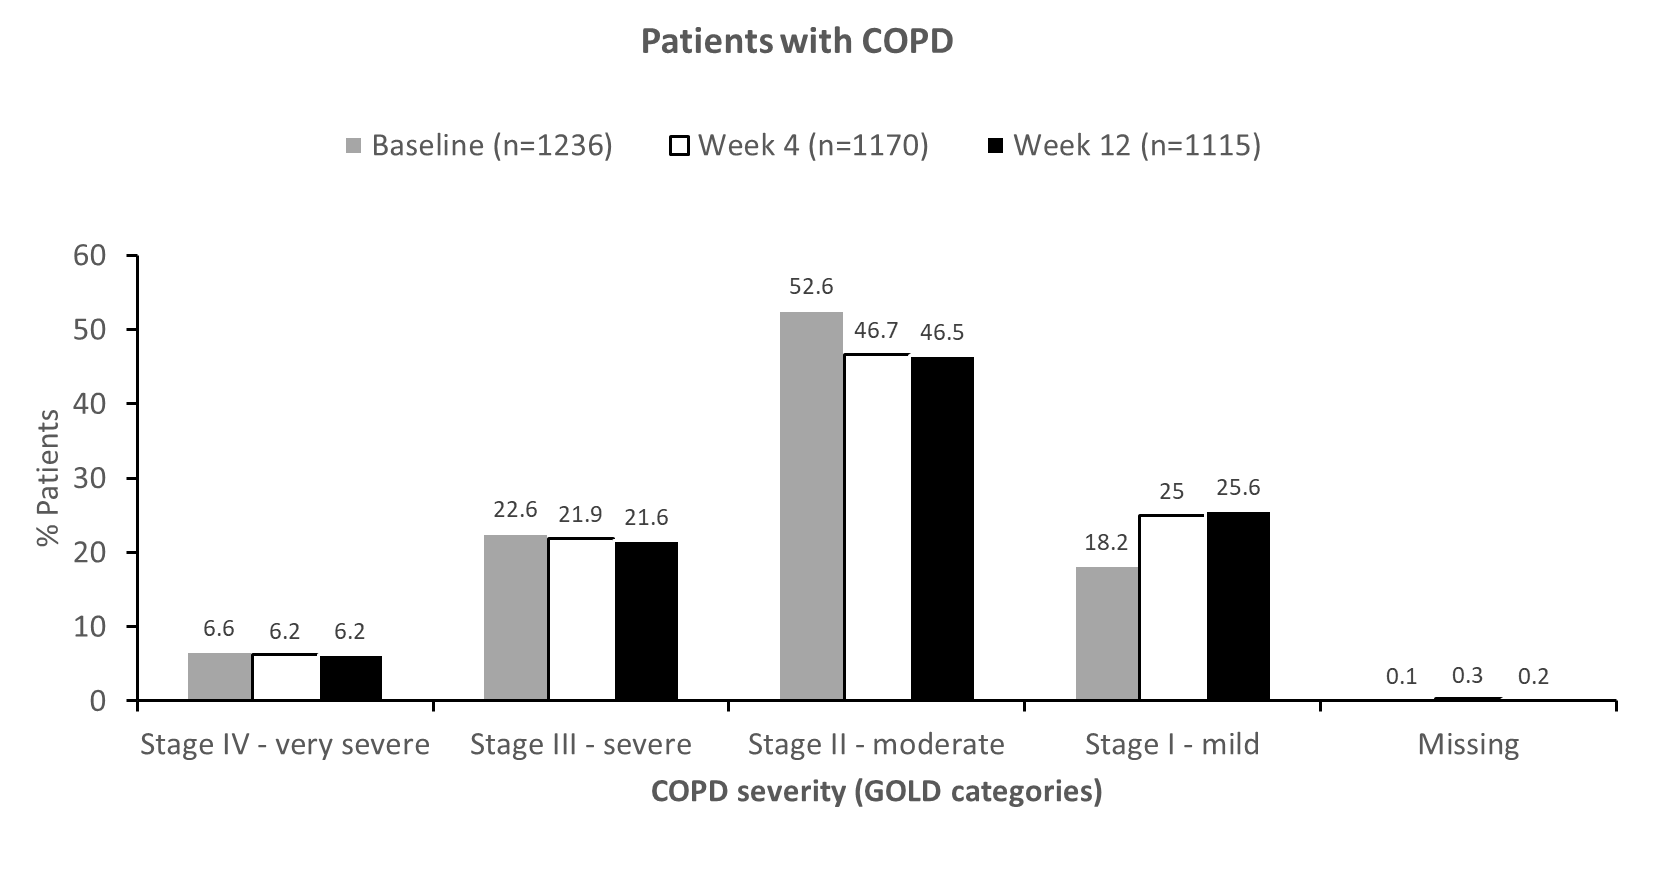 Patients with COPD
Baseline (n=1236) Week 4 (n=1170) Week 12 (n=1115)
% Patients
60
50
40
30
20
10
0
6.6 6.2 6.2
22.6 21.9 21.6
52.6 46.7 46.5
18.2 25 25.6
0.1 0.3 0.2
Stage IV - very severe Stage III - severe Stage II - moderate Stage I - mild Missing
COPD severity (GOLD categories)